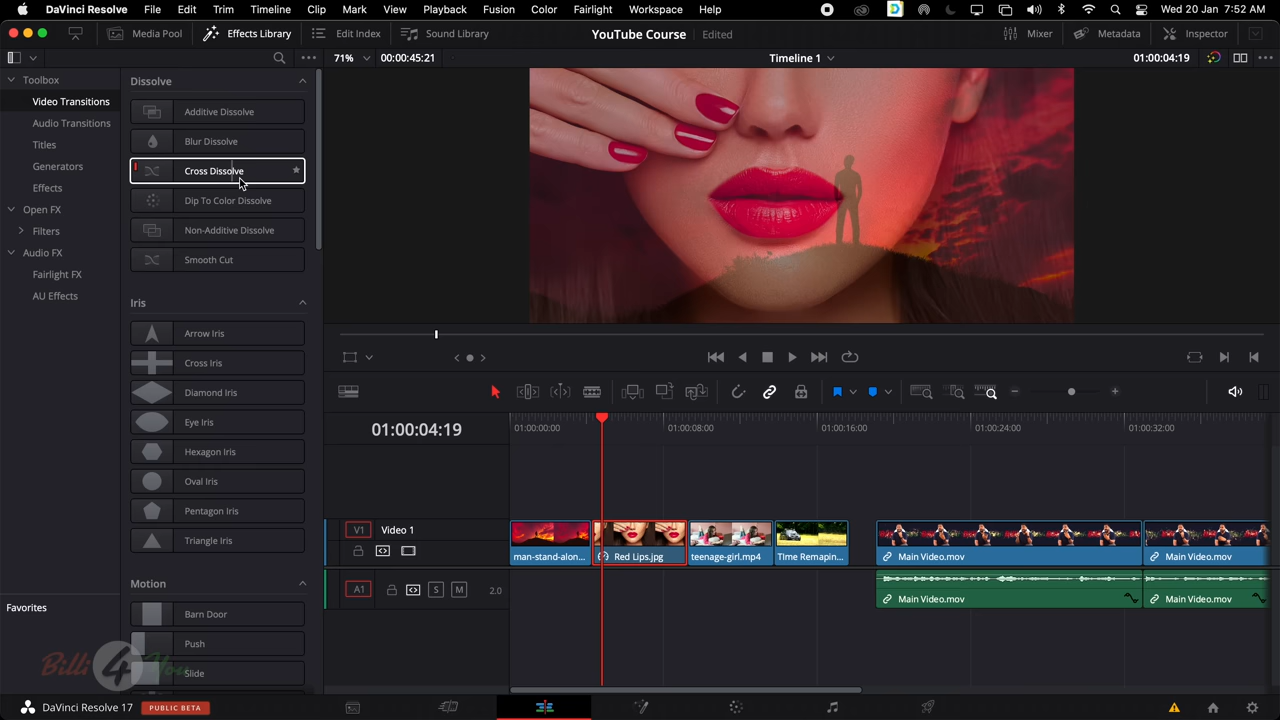 DaVinci Resolve File Edit Trim Timeline Clip Mark View Playback Fusion Color Fairlight Workspace Help Wed 20 Jan 7:52 AM
Media Pool Effects Library Edit Index Sound Library YouTube Course Edited Mixer Metadata Inspector
71% 00:00:45:21 Timeline 1 01:00:04:19
Toolbox
Video Transitions
Audio Transitions
Titles
Generators
Effects
Open FX
Filters
Audio FX
Fairlight FX
AU Effects
Favorites
Dissolve
Additive Dissolve
Blur Dissolve
Cross Dissolve
Dip To Color Dissolve
Non-Additive Dissolve
Smooth Cut
Iris
Arrow Iris
Cross Iris
Diamond Iris
Eye Iris
Hexagon Iris
Oval Iris
Pentagon Iris
Triangle Iris
Motion
Barn Door
Push
Slide
01:00:04:19
01:00:00:00 01:00:08:00 01:00:16:00 01:00:24:00 01:00:32:00
V1 Video 1
man-stand-alon... Red Lips.jpg teenage-girl.mp4 TIme Remapin... Main Video.mov Main Video.mov
A1 S M 2.0
Main Video.mov Main Video.mov
Billi 4 You
DaVinci Resolve 17 PUBLIC BETA